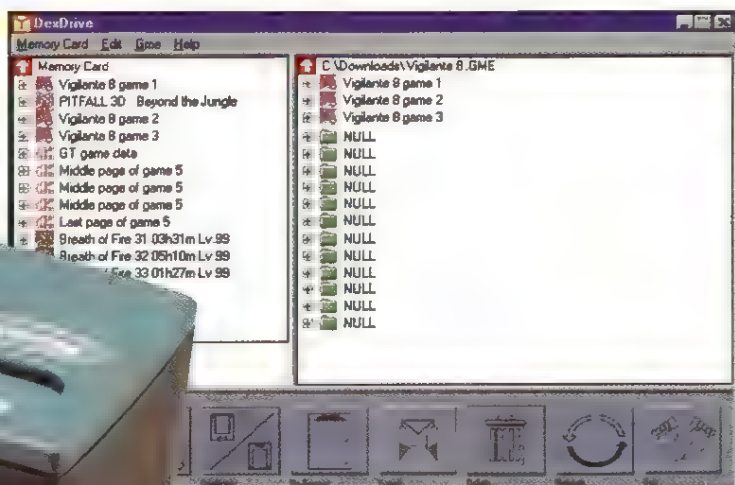 DexDrive
Memory Card Edit Gme Help
Memory Card
Vigilante 8 game 1
PITFALL 3D Beyond the Jungle
Vigilante 8 game 2
Vigilante 8 game 3
GT game data
Middle page of game 5
Middle page of game 5
Middle page of game 5
Last page of game 5
Breath of Fire 31 03h31m Lv 99
Breath of Fire 32 05h10m Lv 99
Fire 33 01h27m Lv 99
C:\Downloads\Vigilante 8.GME
Vigilante 8 game 1
Vigilante 8 game 2
Vigilante 8 game 3
NULL
NULL
NULL
NULL
NULL
NULL
NULL
NULL
NULL
NULL
NULL
NULL